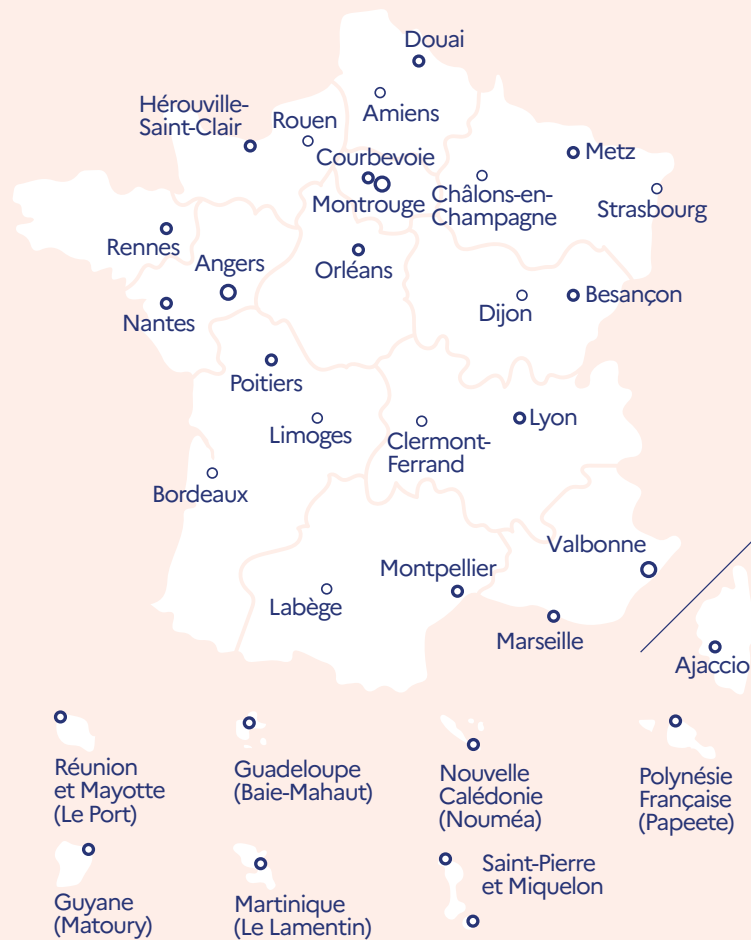 Douai
Amiens
Hérouville-
Saint-Clair
Rouen
Courbevoie
Metz
Montrouge
Châlons-en-
Champagne
Strasbourg
Rennes
Angers
Orléans
Nantes
Dijon
Besançon
Poitiers
Limoges
Clermont-
Ferrand
Lyon
Bordeaux
Valbonne
Montpellier
Labège
Marseille
Ajaccio
Réunion
et Mayotte
(Le Port)
Guadeloupe
(Baie-Mahaut)
Nouvelle
Calédonie
(Nouméa)
Polynésie
Française
(Papeete)
Guyane
(Matoury)
Martinique
(Le Lamentin)
Saint-Pierre
et Miquelon